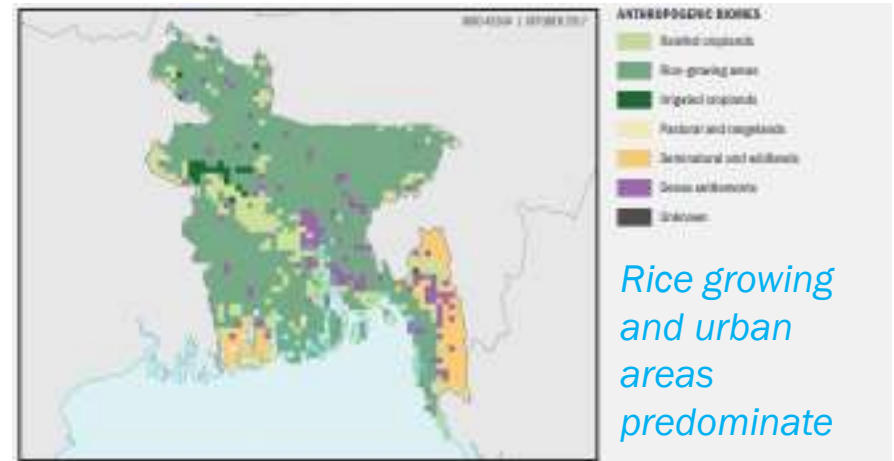 ANTHROPOGENIC BIOMES
Rainfed croplands
Rice-growing areas
Irrigated croplands
Pastoral and rangelands
Seminatural and wildlands
Dense settlements
Unknown
Rice growing
and urban
areas
predominate